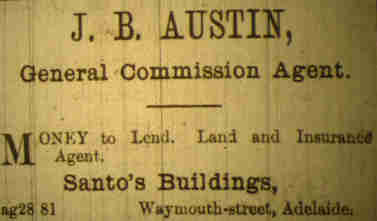 J. B. AUSTIN,
General Commission Agent.
MONEY to Lend. Land and Insurance
Agent.
Santo's Buildings,
ag28 81 Waymouth-street, Adelaide.